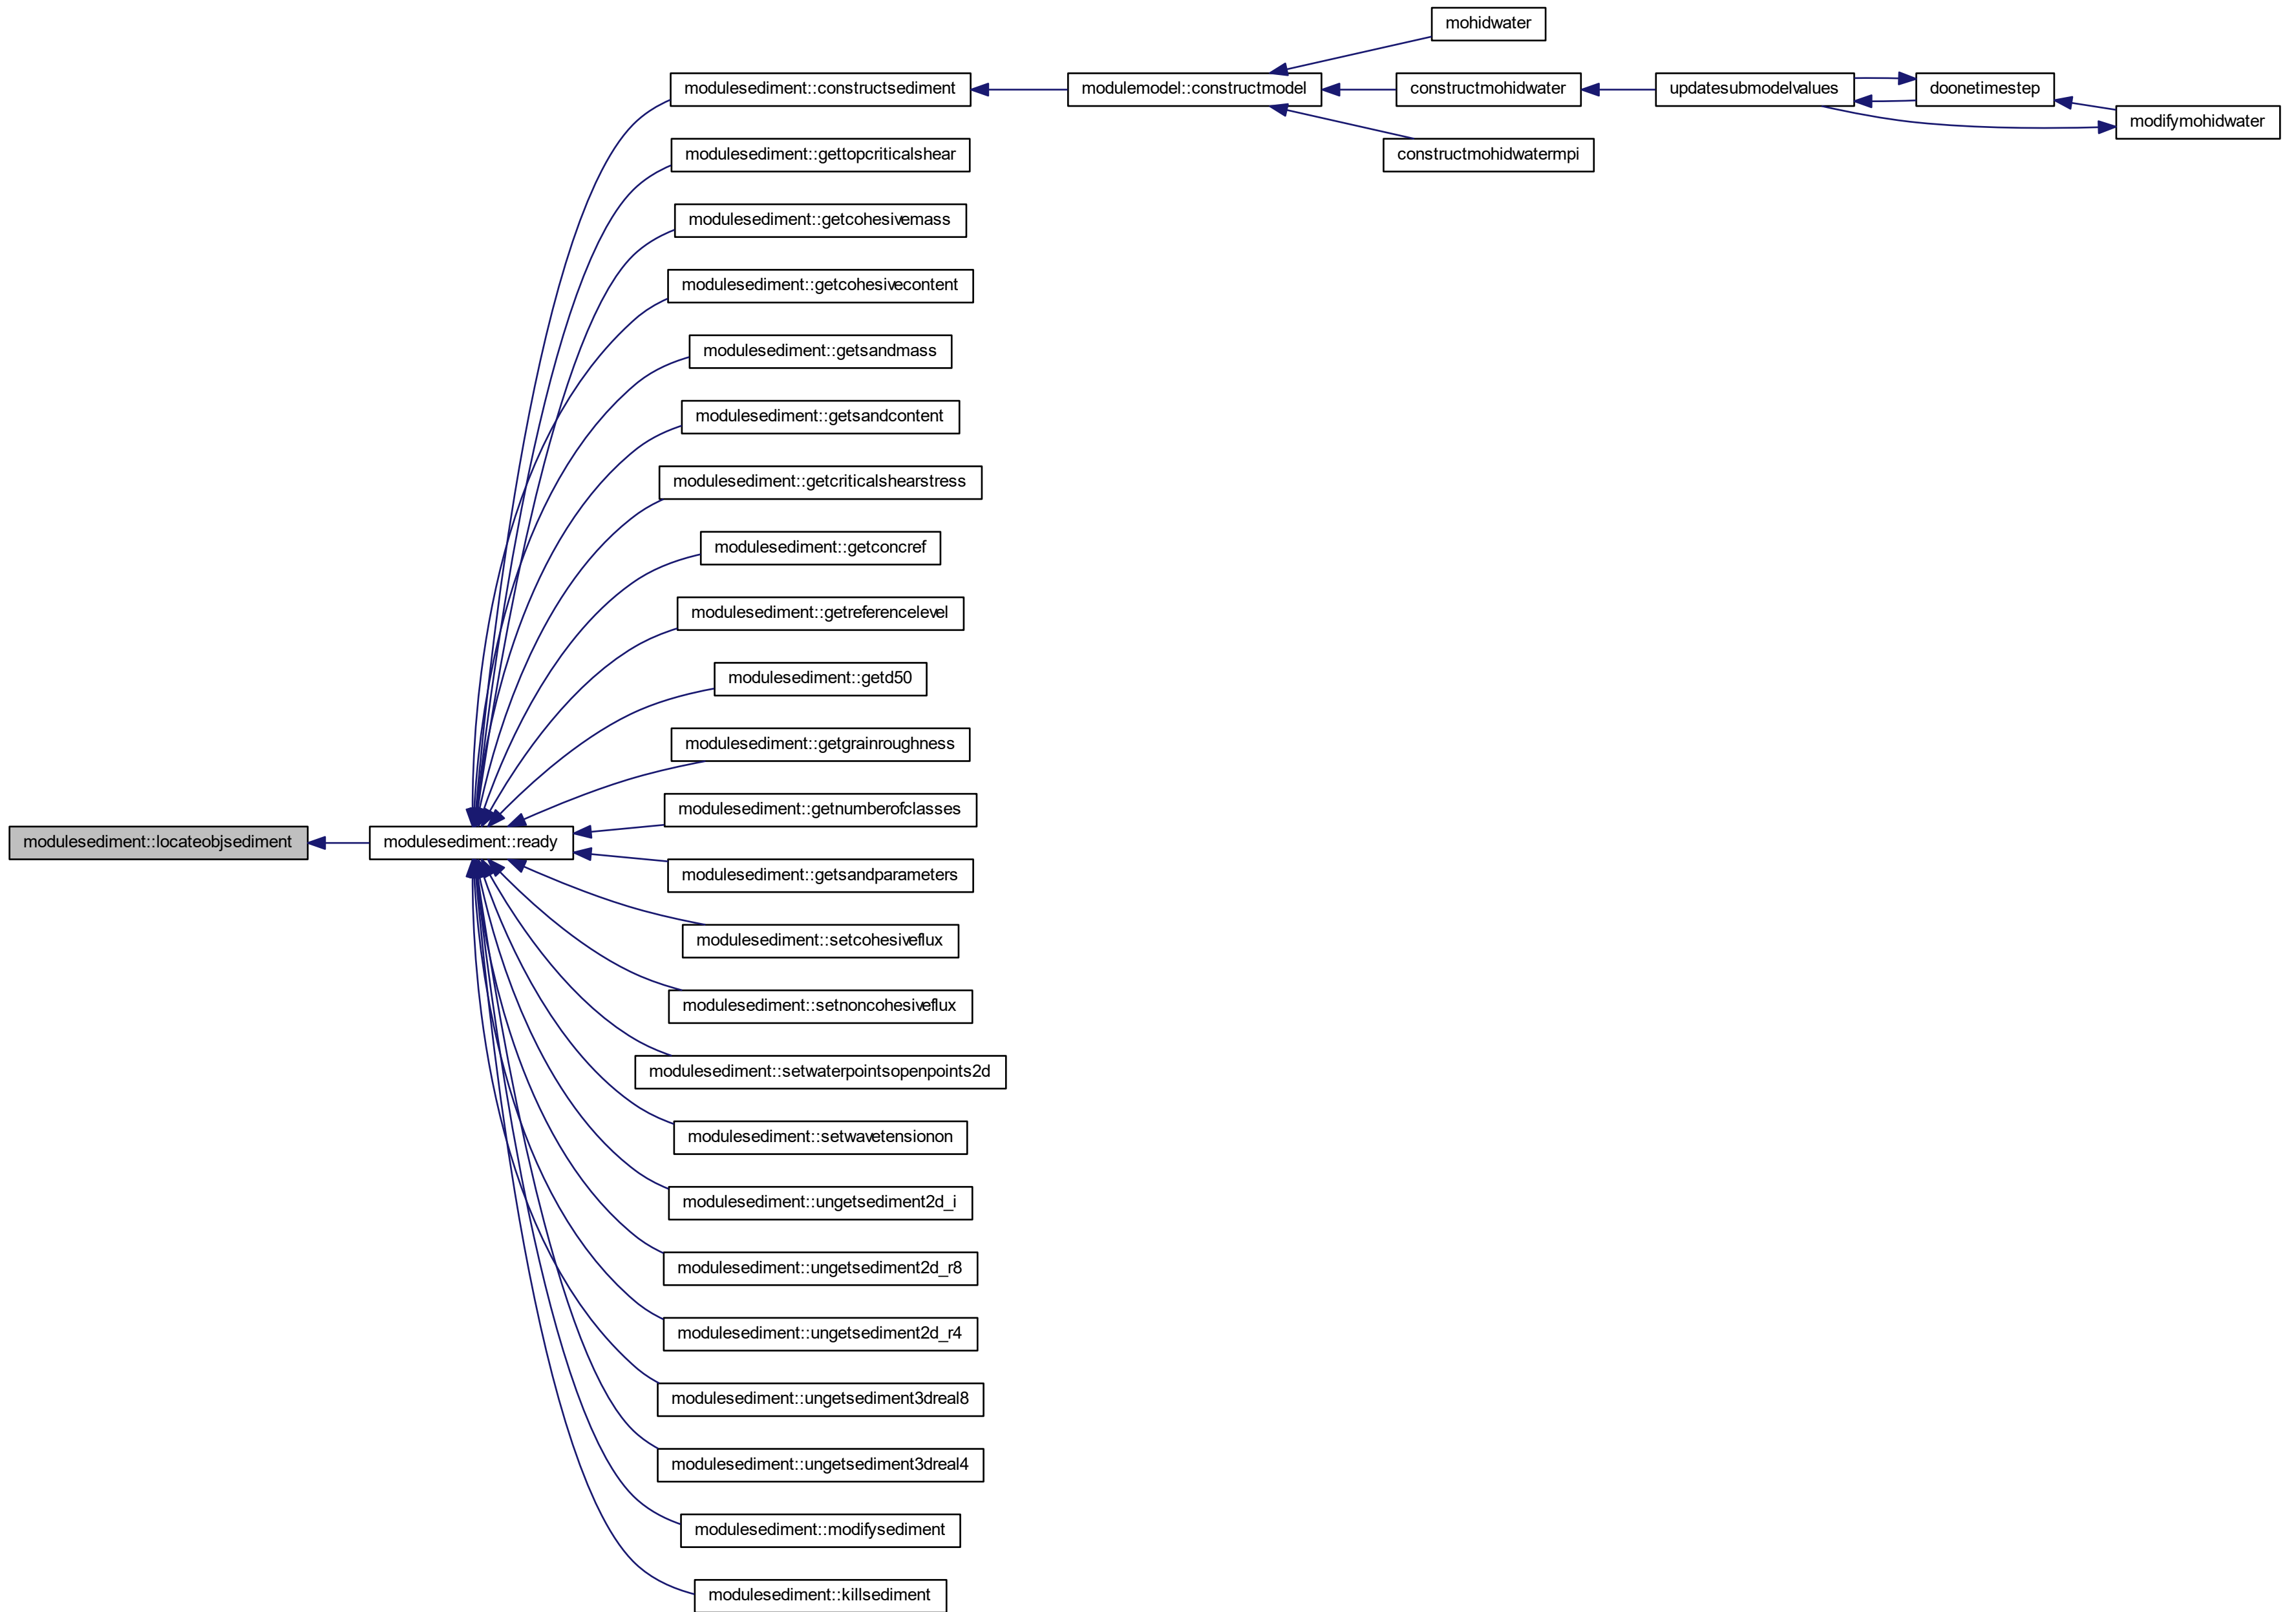 mohidwater
modulesediment::constructsediment
modulemodel::constructmodel
constructmohidwater
updatesubmodelvalues
doonetimestep
modifymohidwater
modulesediment::gettopcriticalshear
constructmohidwatermpi
modulesediment::getcohesivemass
modulesediment::getcohesivecontent
modulesediment::getsandmass
modulesediment::getsandcontent
modulesediment::getcriticalshearstress
modulesediment::getconcref
modulesediment::getreferencelevel
modulesediment::getd50
modulesediment::getgrainroughness
modulesediment::getnumberofclasses
modulesediment::locateobjsediment
modulesediment::ready
modulesediment::getsandparameters
modulesediment::setcohesiveflux
modulesediment::setnoncohesiveflux
modulesediment::setwaterpointsopenpoints2d
modulesediment::setwavetensionon
modulesediment::ungetsediment2d_i
modulesediment::ungetsediment2d_r8
modulesediment::ungetsediment2d_r4
modulesediment::ungetsediment3dreal8
modulesediment::ungetsediment3dreal4
modulesediment::modifysediment
modulesediment::killsediment